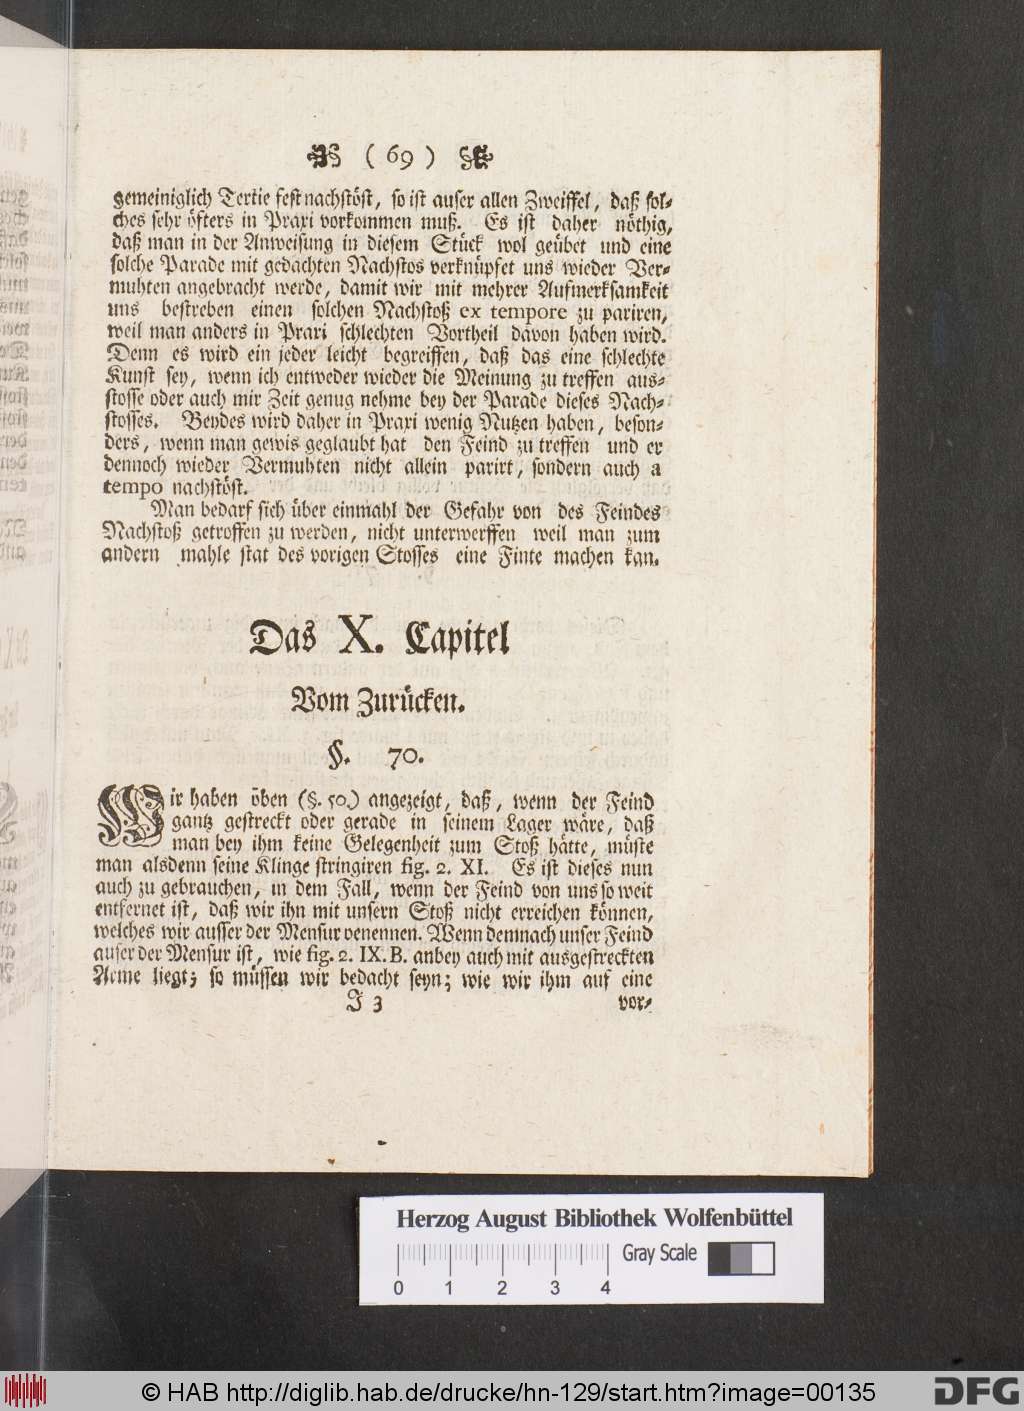 ( 69 )
gemeiniglich Tertie fest nachstöst, so ist auser allen Zweiffel, daß sol-
ches sehr öfters in Praxi vorkommen muß. Es ist daher nöthig,
daß man in der Anweisung in diesem Stück wol geübet und eine
solche Parade mit gedachten Nachstos verknüpfet uns wieder Ver-
muhten angebracht werde, damit wir mit mehrer Aufmerksamkeit
uns bestreben einen solchen Nachstoß ex tempore zu pariren,
weil man anders in Praxi schlechten Vortheil davon haben wird.
Denn es wird ein jeder leicht begreiffen, daß das eine schlechte
Kunst sey, wenn ich entweder wieder die Meinung zu treffen aus-
stosse oder auch mir Zeit genug nehme bey der Parade dieses Nach-
stosses. Beydes wird daher in Praxi wenig Nutzen haben, beson-
ders, wenn man gewis geglaubt hat den Feind zu treffen und er
dennoch wieder Vermuhten nicht allein parirt, sondern auch a
tempo nachstöst.
Man bedarf sich über einmahl der Gefahr von des Feindes
Nachstoß getroffen zu werden, nicht unterwerffen weil man zum
andern mahle stat des vorigen Stosses eine Finte machen kan.
Das X. Capitel
Vom Zurücken.
§. 70.
Wir haben öben (§. 50.) angezeigt, daß, wenn der Feind
gantz gestreckt oder gerade in seinem Lager wäre, daß
man bey ihm keine Gelegenheit zum Stoß hätte, müste
man alsdenn seine Klinge stringiren fig. 2. XI. Es ist dieses nun
auch zu gebrauchen, in dem Fall, wenn der Feind von uns so weit
entfernet ist, daß wir ihn mit unsern Stoß nicht erreichen können,
welches wir ausser der Mensur venennen. Wenn demnach unser Feind
auser der Mensur ist, wie fig. 2. IX. B. anbey auch mit ausgestreckten
Arme liegt; so müssen wir bedacht seyn; wie wir ihm auf eine
J 3 vor-
Herzog August Bibliothek Wolfenbüttel
Gray Scale
0 1 2 3 4
© HAB http://diglib.hab.de/drucke/hn-129/start.htm?image=00135
DFG